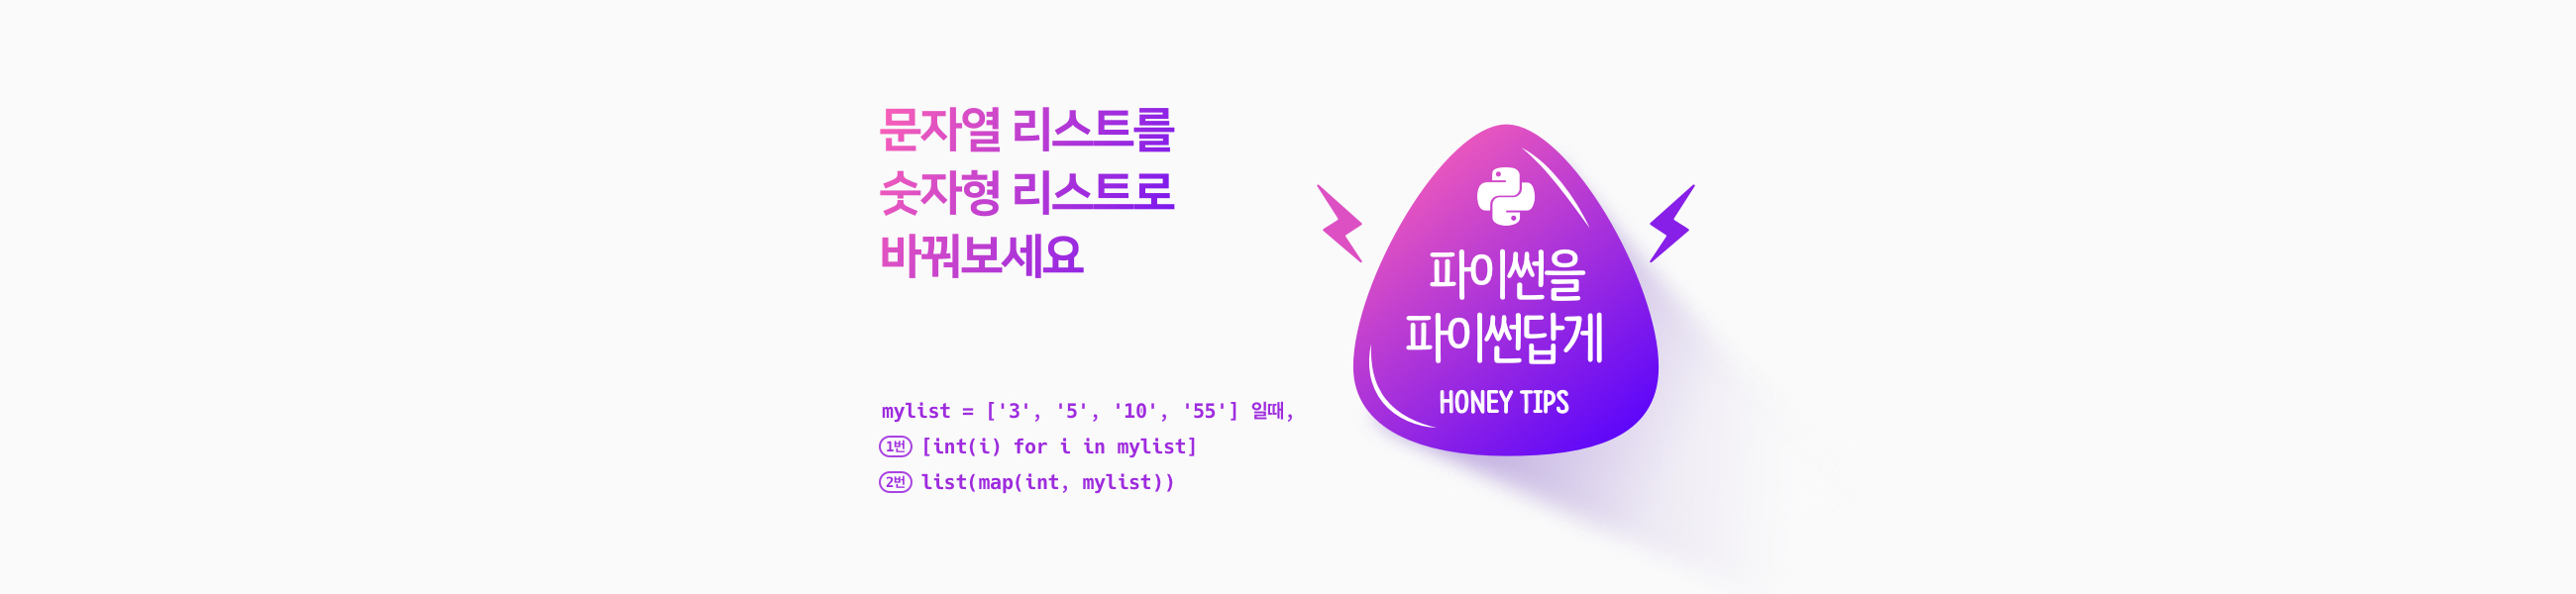 문자열 리스트를
숫자형 리스트로
바꿔보세요
mylist = ['3', '5', '10', '55'] 일때,
1번 [int(i) for i in mylist]
2번 list(map(int, mylist))
파이썬을
파이썬답게
HONEY TIPS